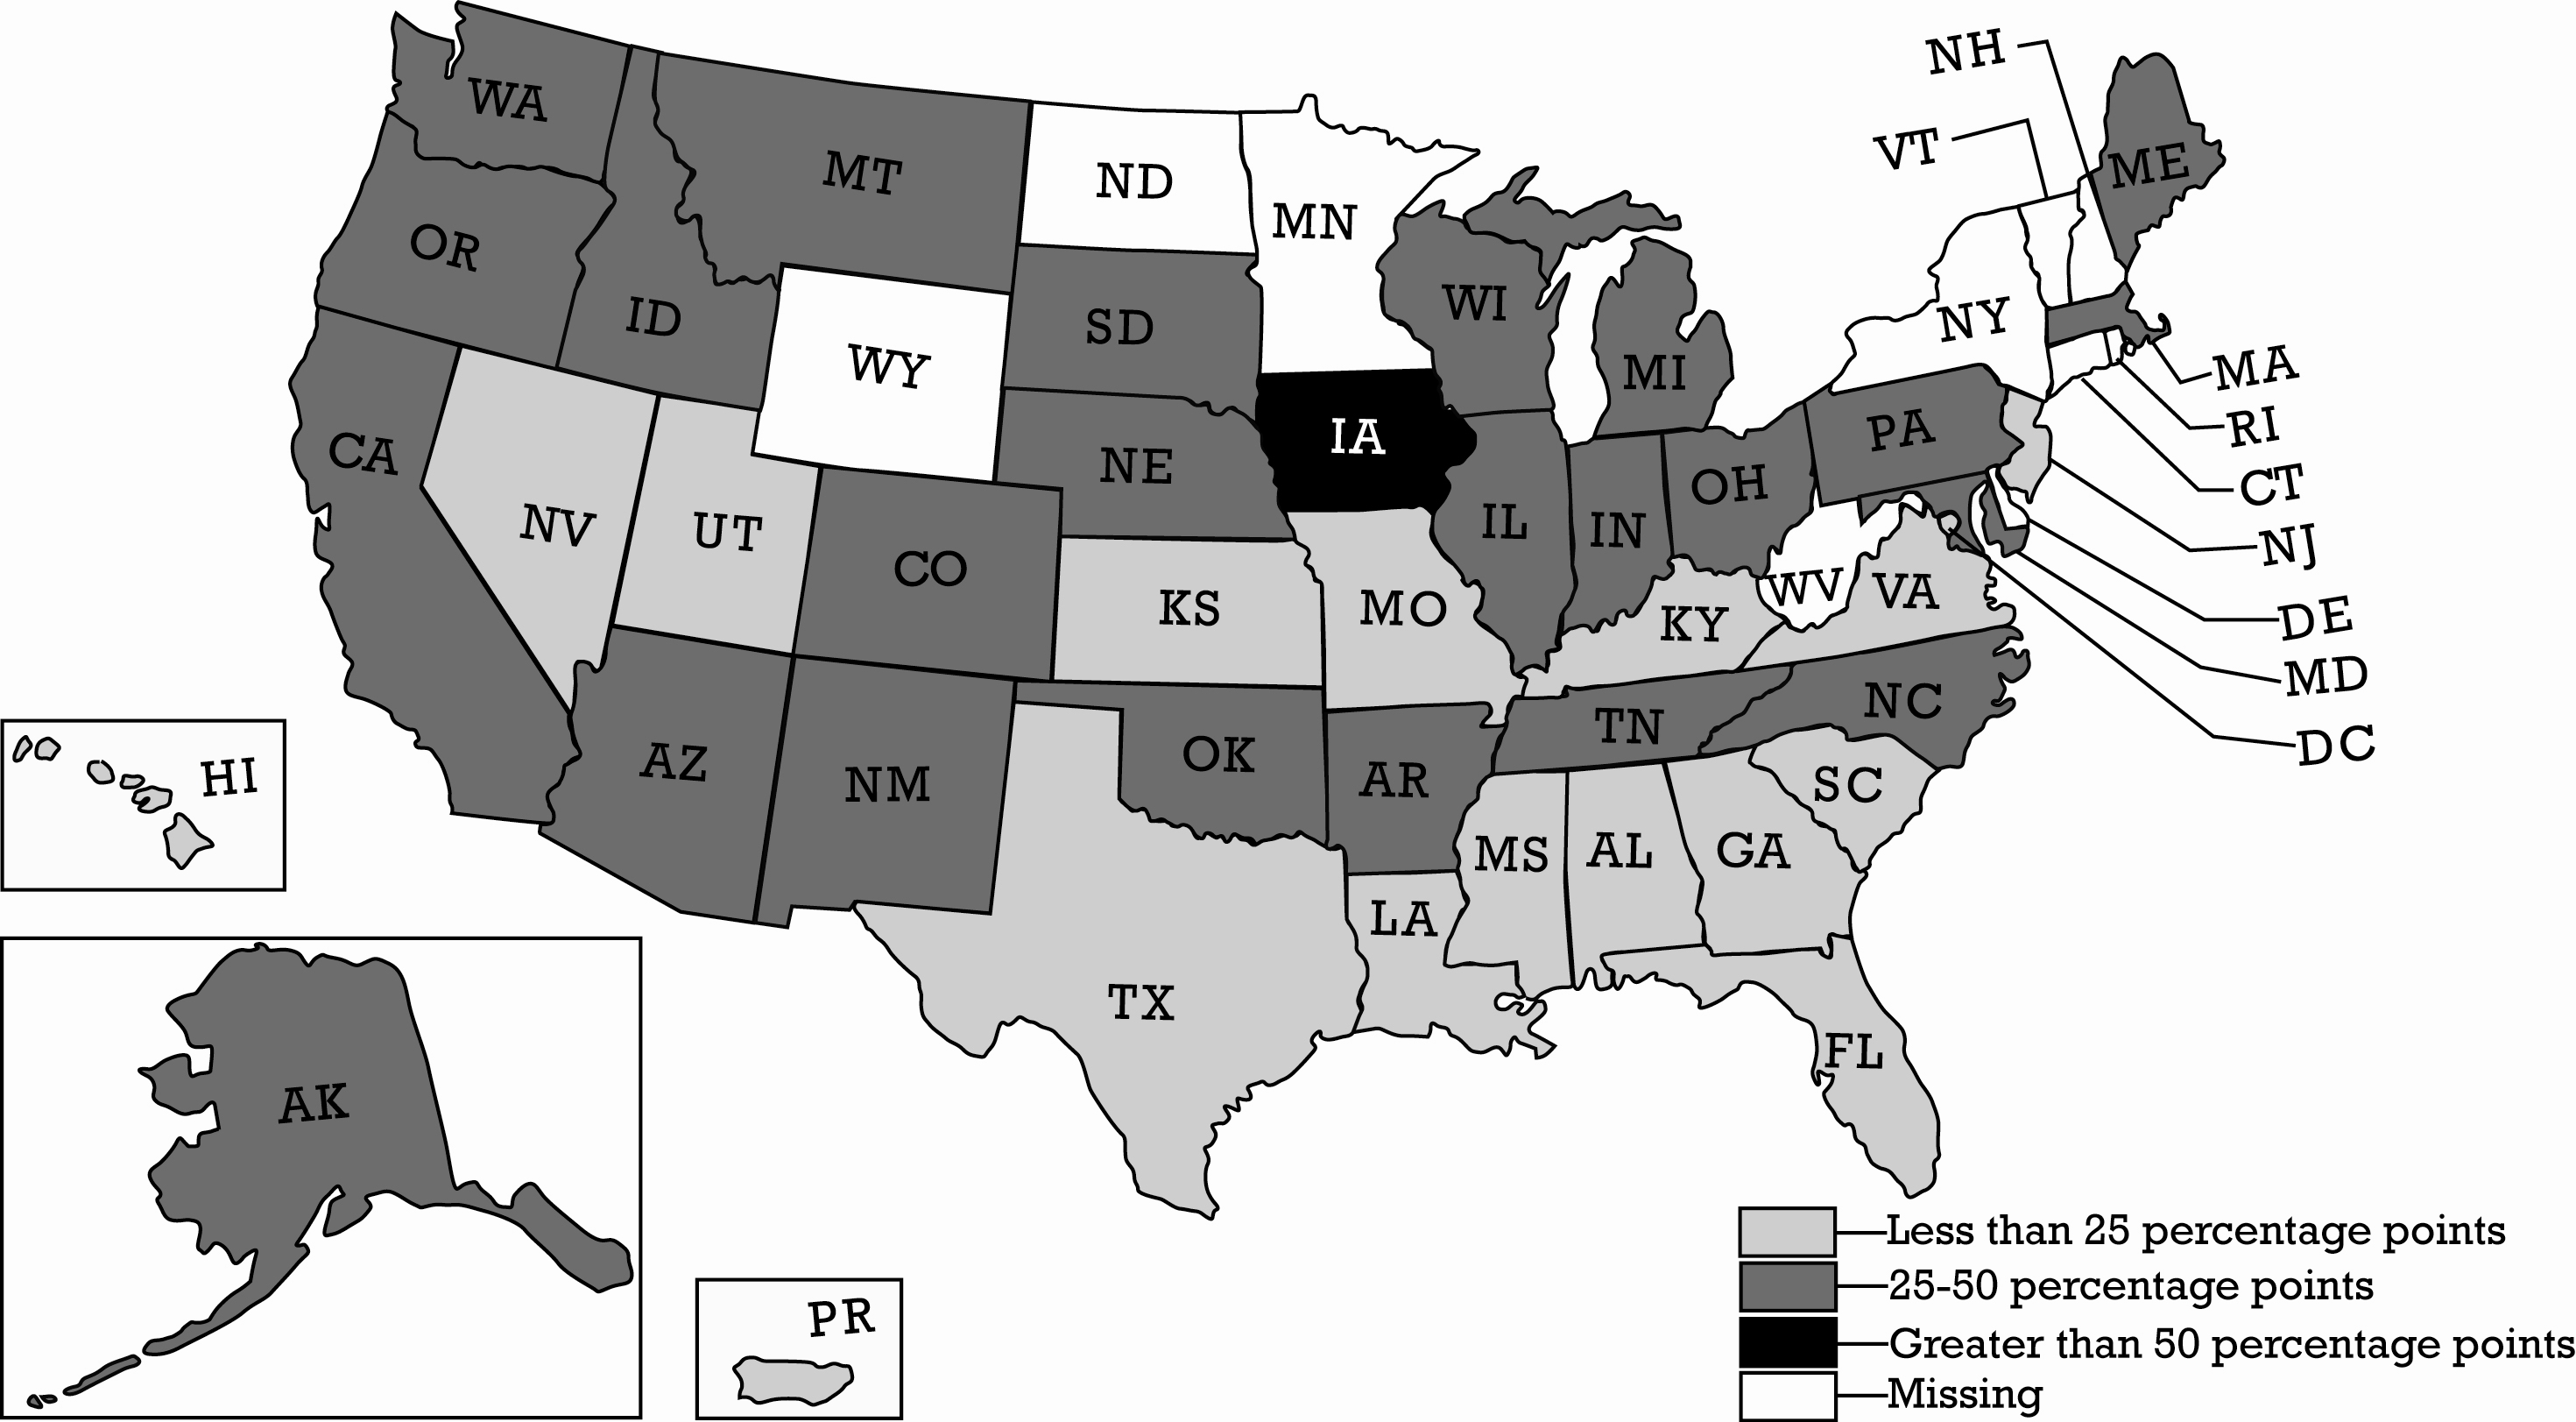 NH
WA
VT
ME
MT
ND
MN
OR
WI
ID
SD
NY
WY
MI
MA
CA
NE
IA
PA
RI
NV
UT
CO
IL
IN
OH
CT
NJ
KS
MO
KY
WV
VA
DE
MD
DC
AZ
NM
OK
AR
TN
NC
HI
SC
MS
AL
GA
LA
TX
FL
AK
PR
Less than 25 percentage points
25-50 percentage points
Greater than 50 percentage points
Missing